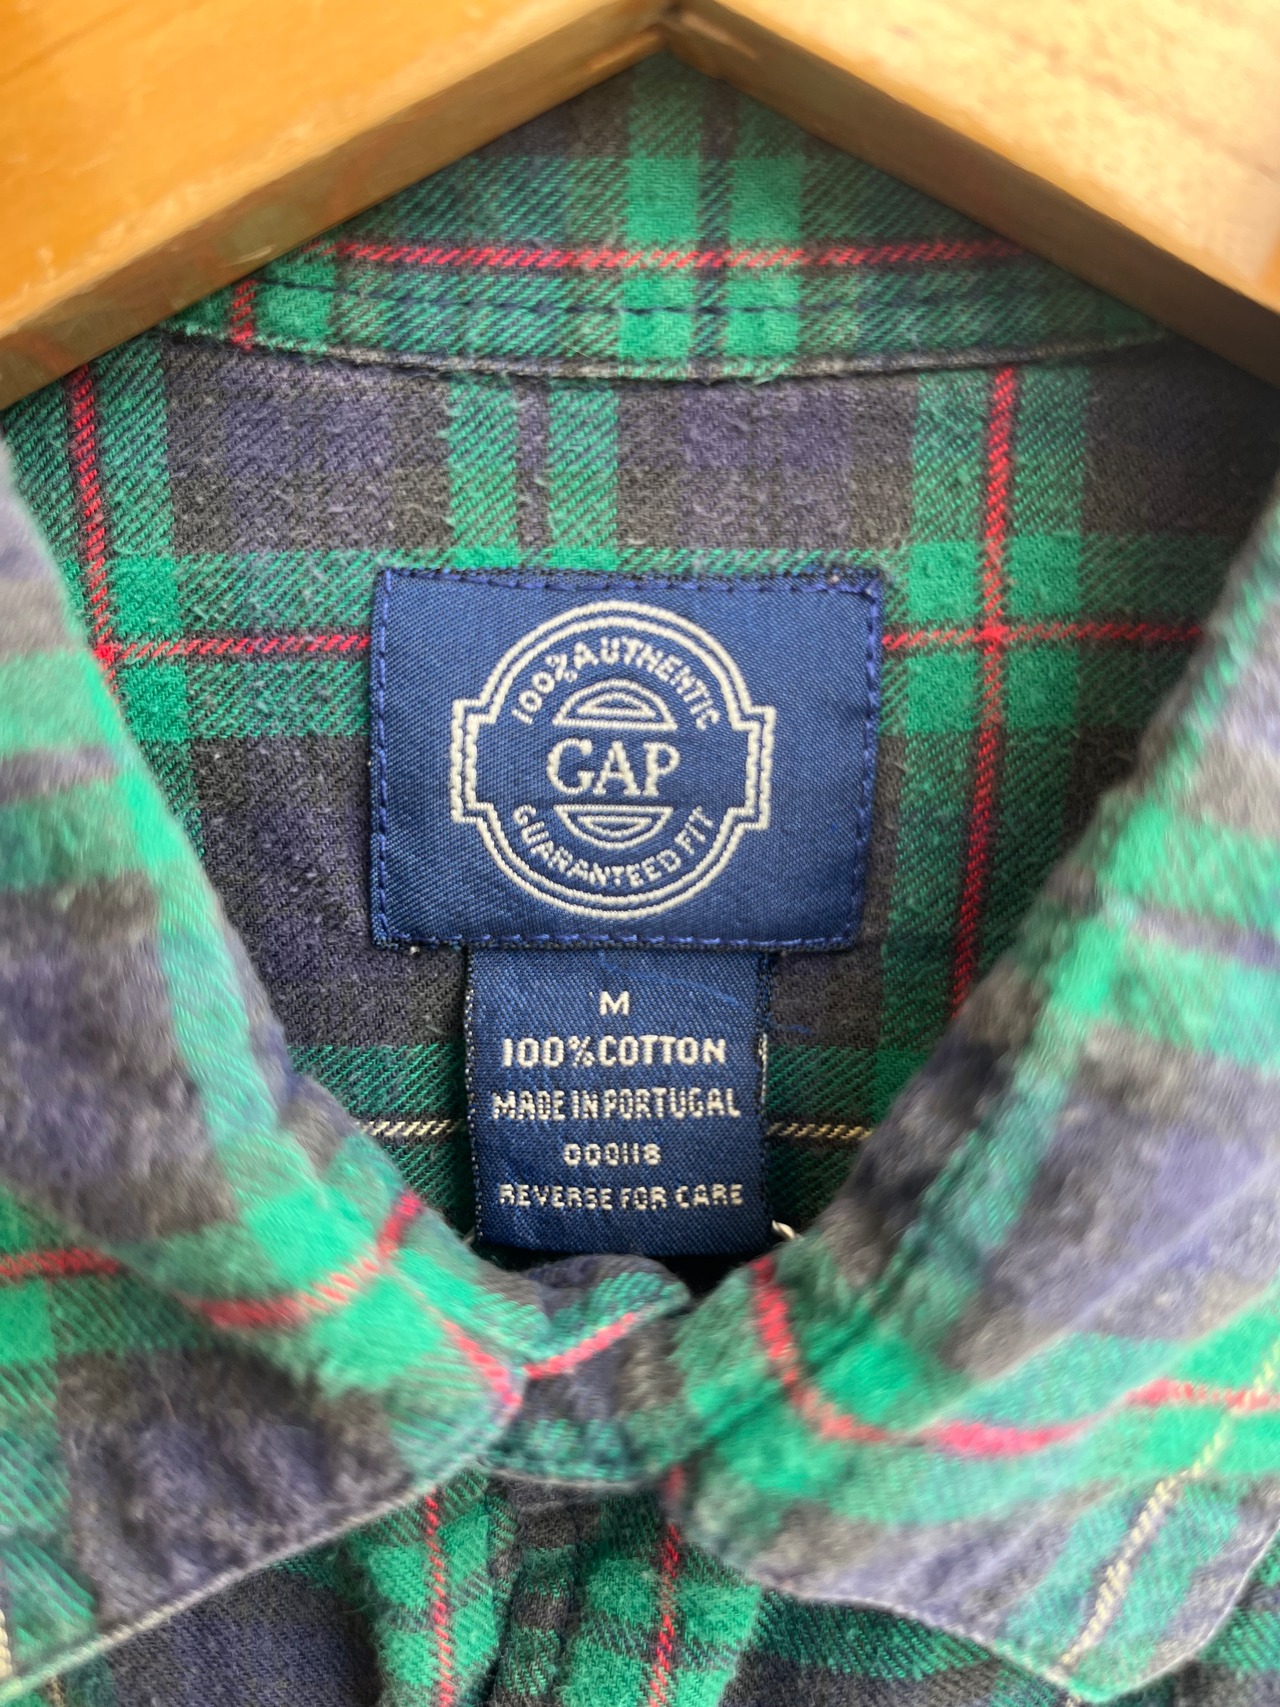 100% AUTHENTIC
GAP
GUARANTEED FIT
M
100% COTTON
MADE IN PORTUGAL
000118
REVERSE FOR CARE